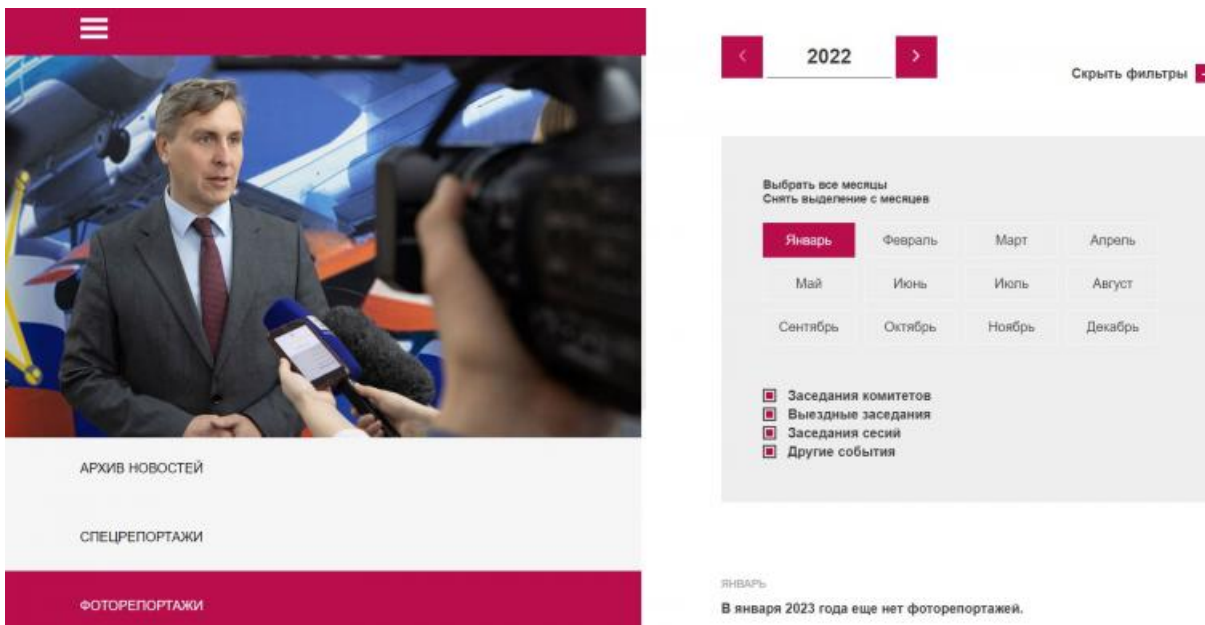 АРХИВ НОВОСТЕЙ
СПЕЦРЕПОРТАЖИ
ФОТОРЕПОРТАЖИ
2022
Скрыть фильтры
Выбрать все месяцы
Снять выделение с месяцев
Январь Февраль Март Апрель
Май Июнь Июль Август
Сентябрь Октябрь Ноябрь Декабрь
Заседания комитетов
Выездные заседания
Заседания сесий
Другие события
ЯНВАРЬ
В января 2023 года еще нет фоторепортажей.